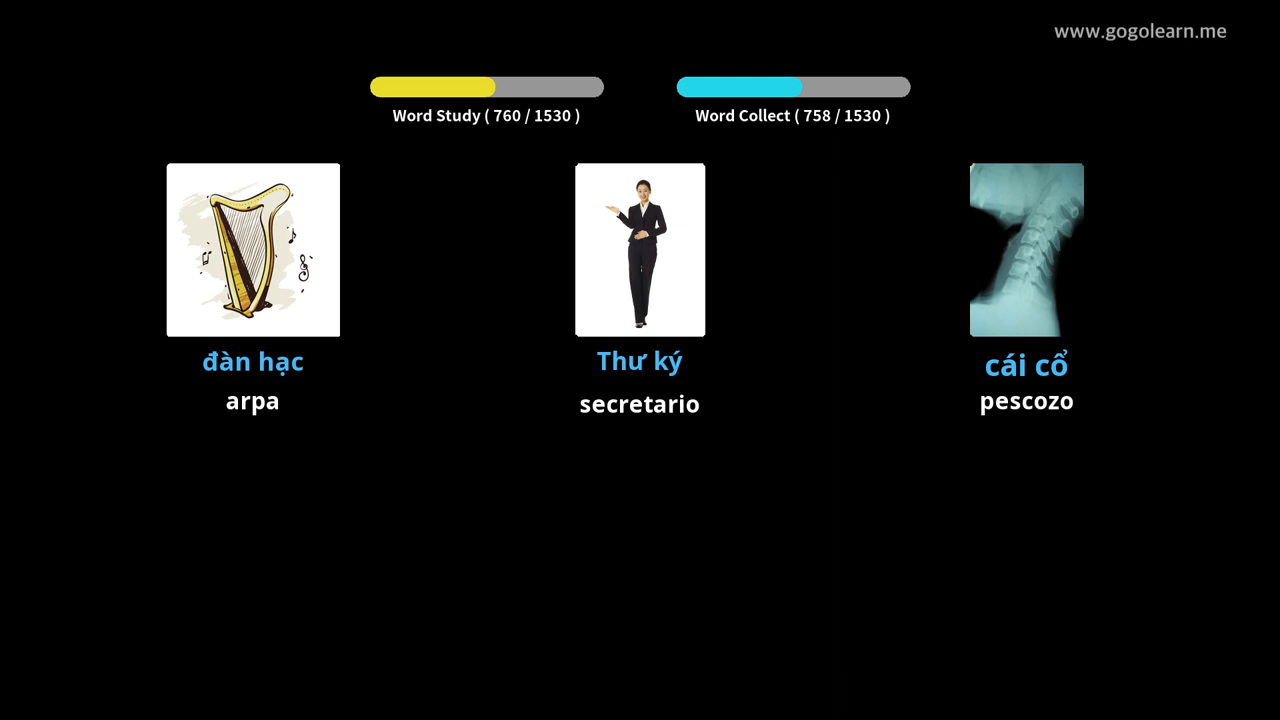 www.gogolearn.me
Word Study ( 760 / 1530 )
Word Collect ( 758 / 1530 )
đàn hạc
arpa
Thư ký
secretario
cái cổ
pescozo